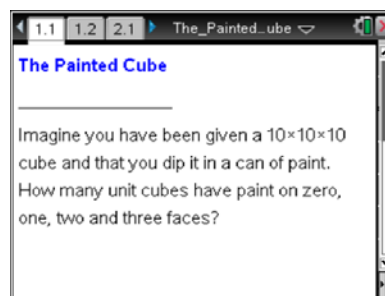 1.1 1.2 2.1 The_Painted...ube
The Painted Cube
Imagine you have been given a 10×10×10
cube and that you dip it in a can of paint.
How many unit cubes have paint on zero,
one, two and three faces?